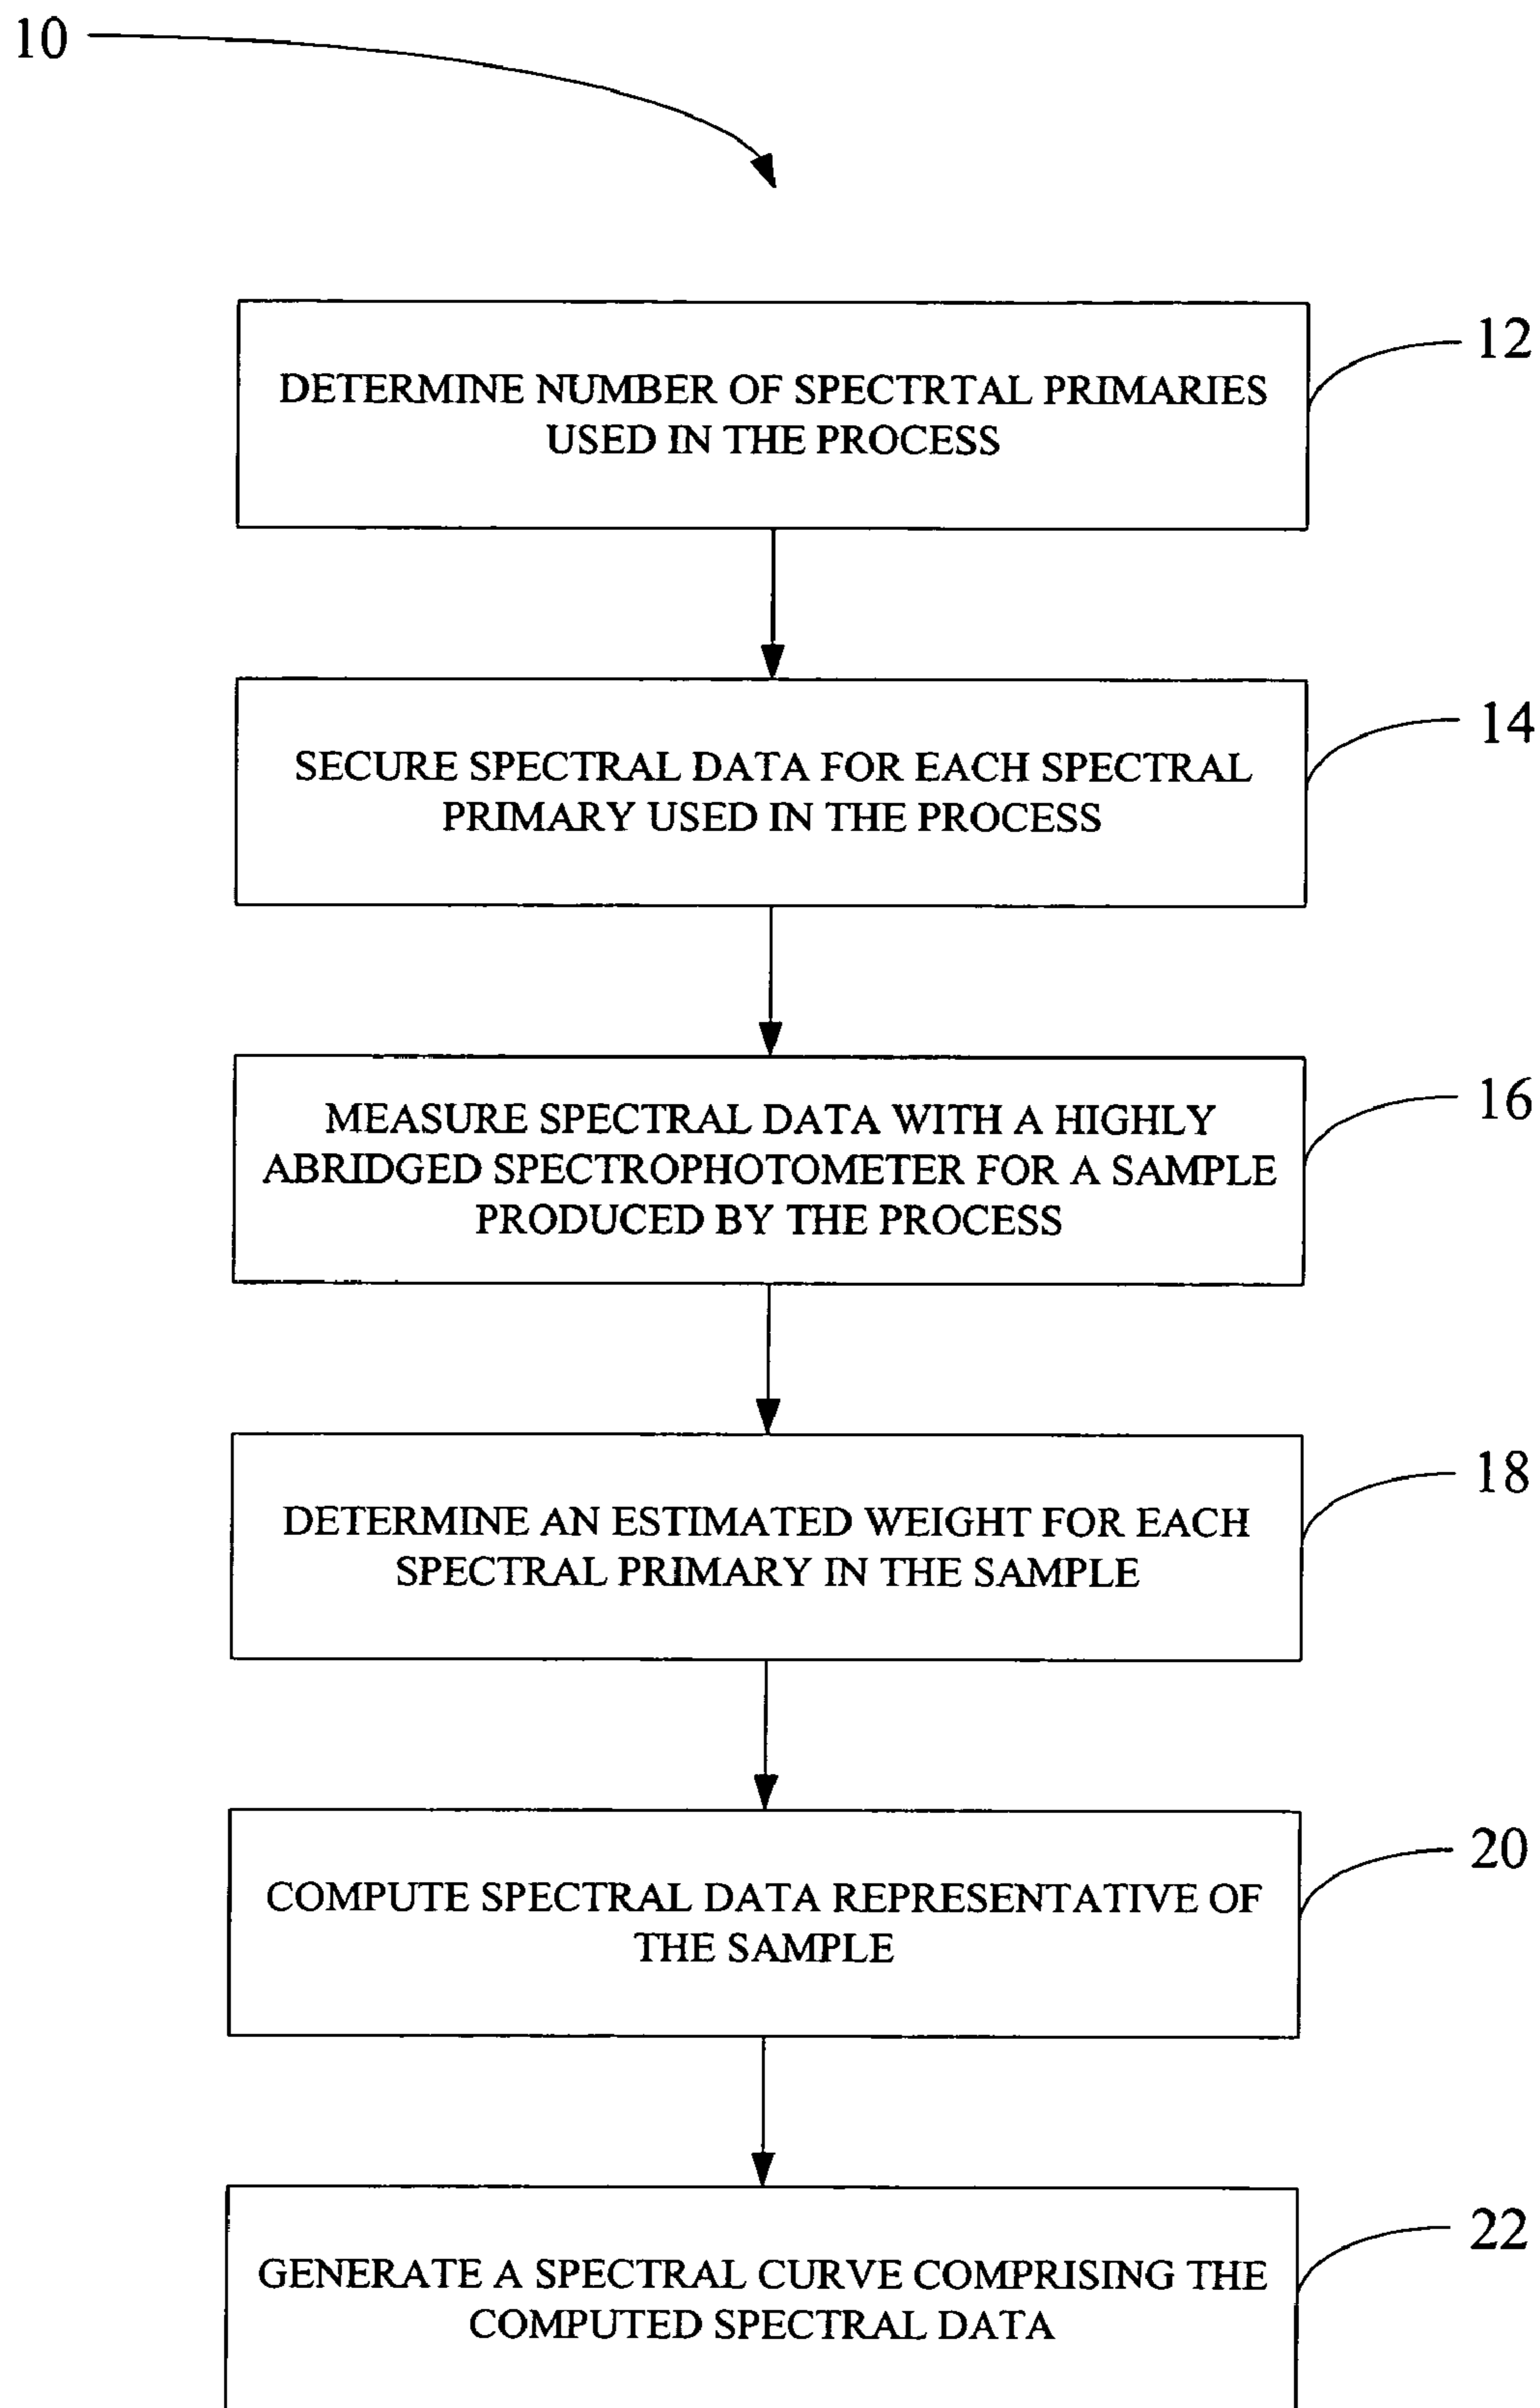 10
DETERMINE NUMBER OF SPECTRTAL PRIMARIES
USED IN THE PROCESS
12
SECURE SPECTRAL DATA FOR EACH SPECTRAL
PRIMARY USED IN THE PROCESS
14
MEASURE SPECTRAL DATA WITH A HIGHLY
ABRIDGED SPECTROPHOTOMETER FOR A SAMPLE
PRODUCED BY THE PROCESS
16
DETERMINE AN ESTIMATED WEIGHT FOR EACH
SPECTRAL PRIMARY IN THE SAMPLE
18
COMPUTE SPECTRAL DATA REPRESENTATIVE OF
THE SAMPLE
20
GENERATE A SPECTRAL CURVE COMPRISING THE
COMPUTED SPECTRAL DATA
22